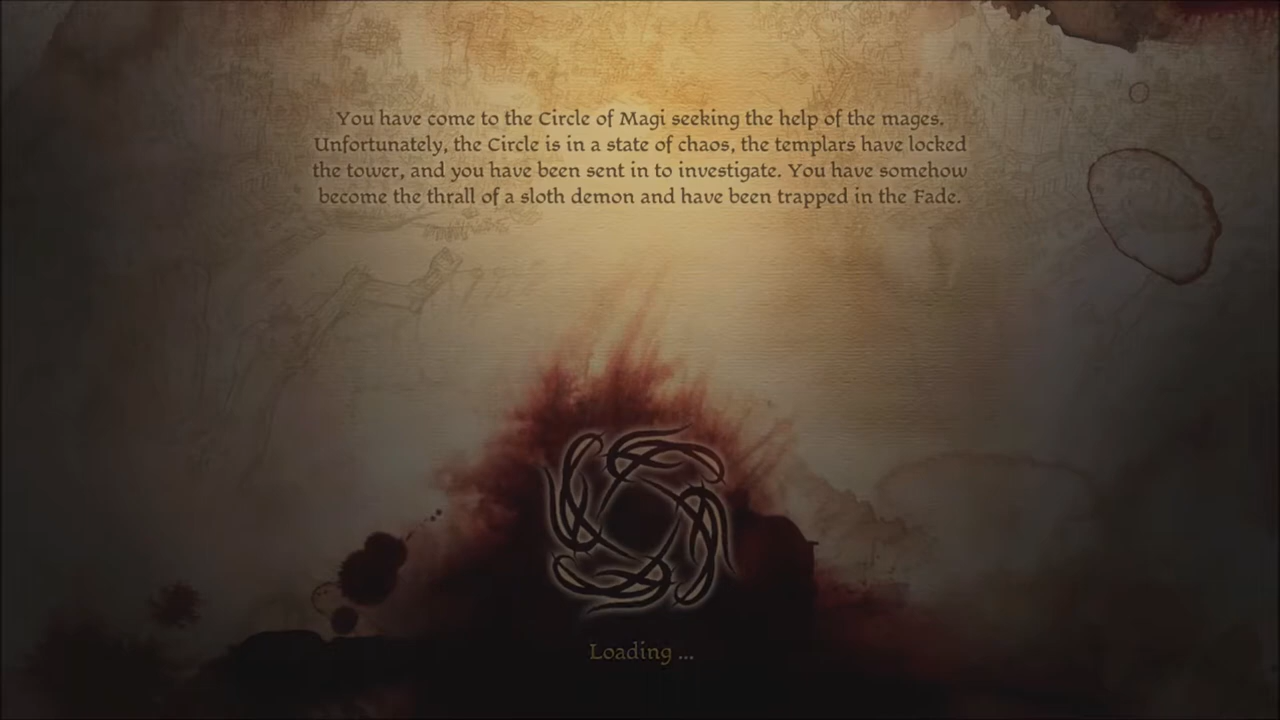 You have come to the Circle of Magi seeking the help of the mages.
Unfortunately, the Circle is in a state of chaos, the templars have locked
the tower, and you have been sent in to investigate. You have somehow
become the thrall of a sloth demon and have been trapped in the Fade.
Loading ...